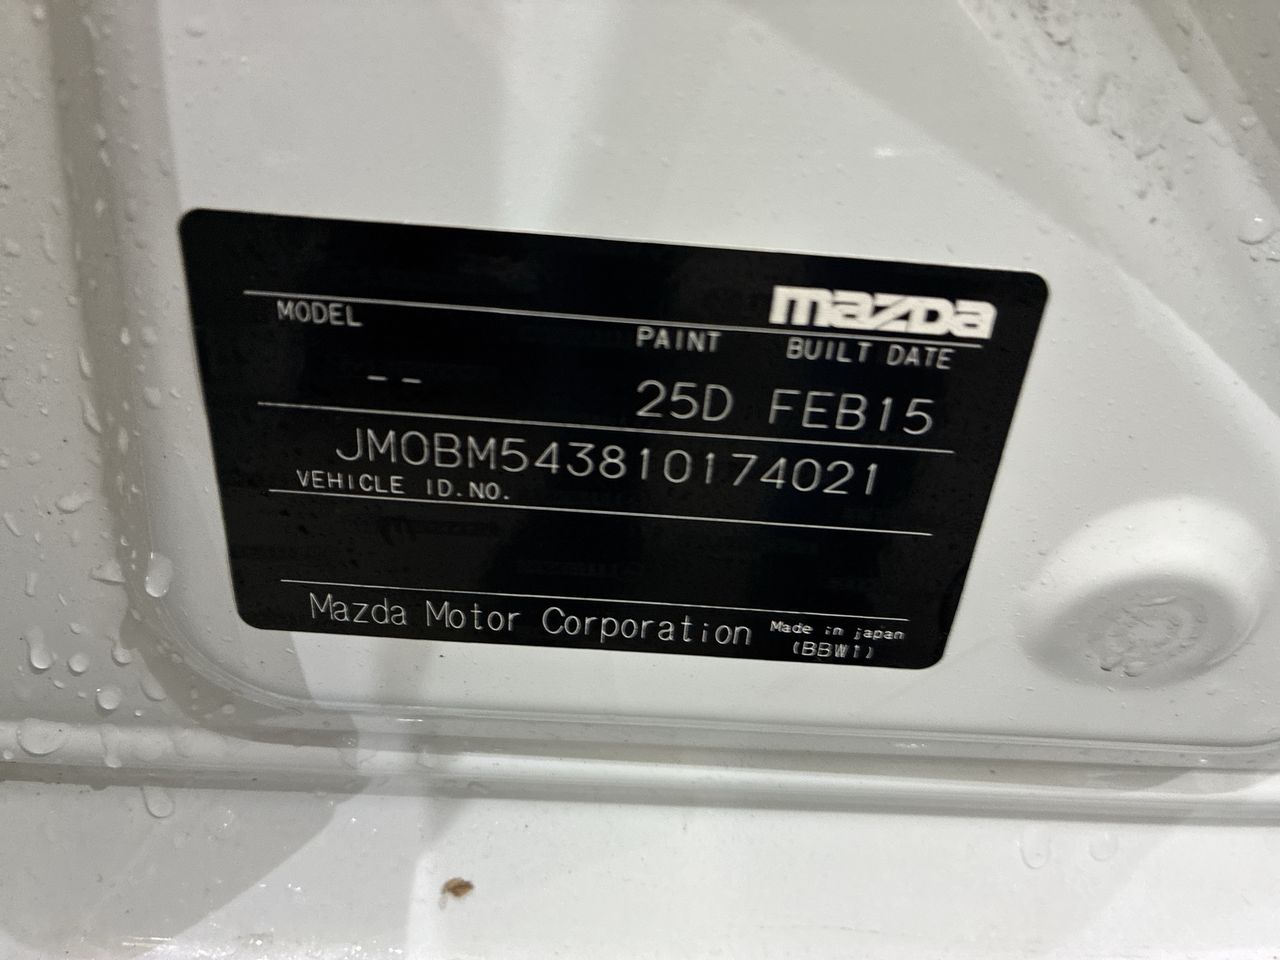 mazda
MODEL PAINT BUILT DATE
-- 25D FEB15
JM0BM543810174021
VEHICLE ID.NO.
Mazda Motor Corporation Made in japan
(BBW1)